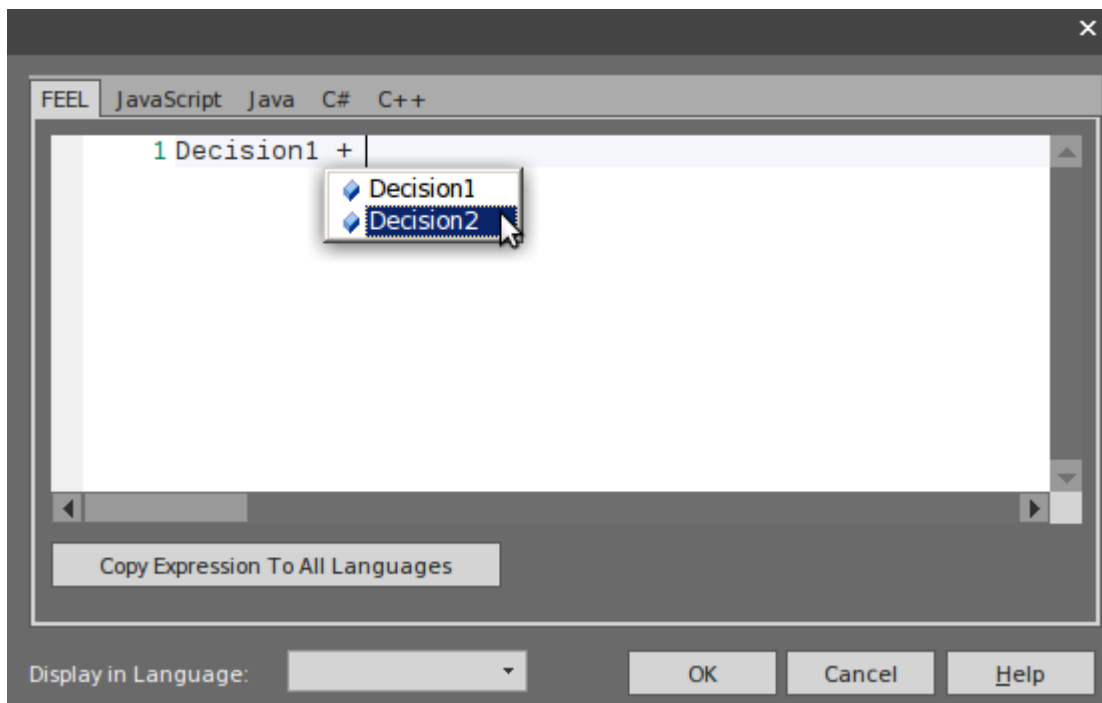 FEEL JavaScript Java C# C++
1 Decision1 +
Decision1
Decision2
Copy Expression To All Languages
Display in Language: OK Cancel Help